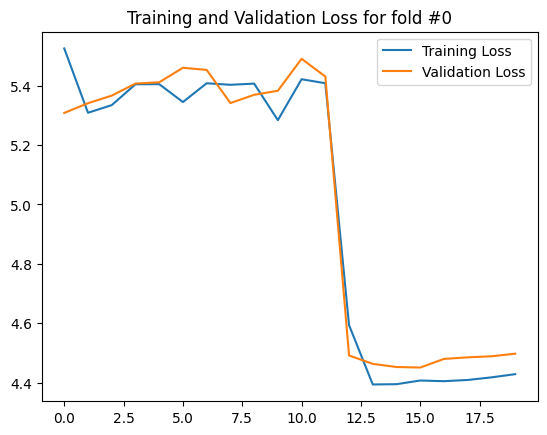 Training and Validation Loss for fold #0
Training Loss
Validation Loss
5.4
5.2
5.0
4.8
4.6
4.4
0.0 2.5 5.0 7.5 10.0 12.5 15.0 17.5